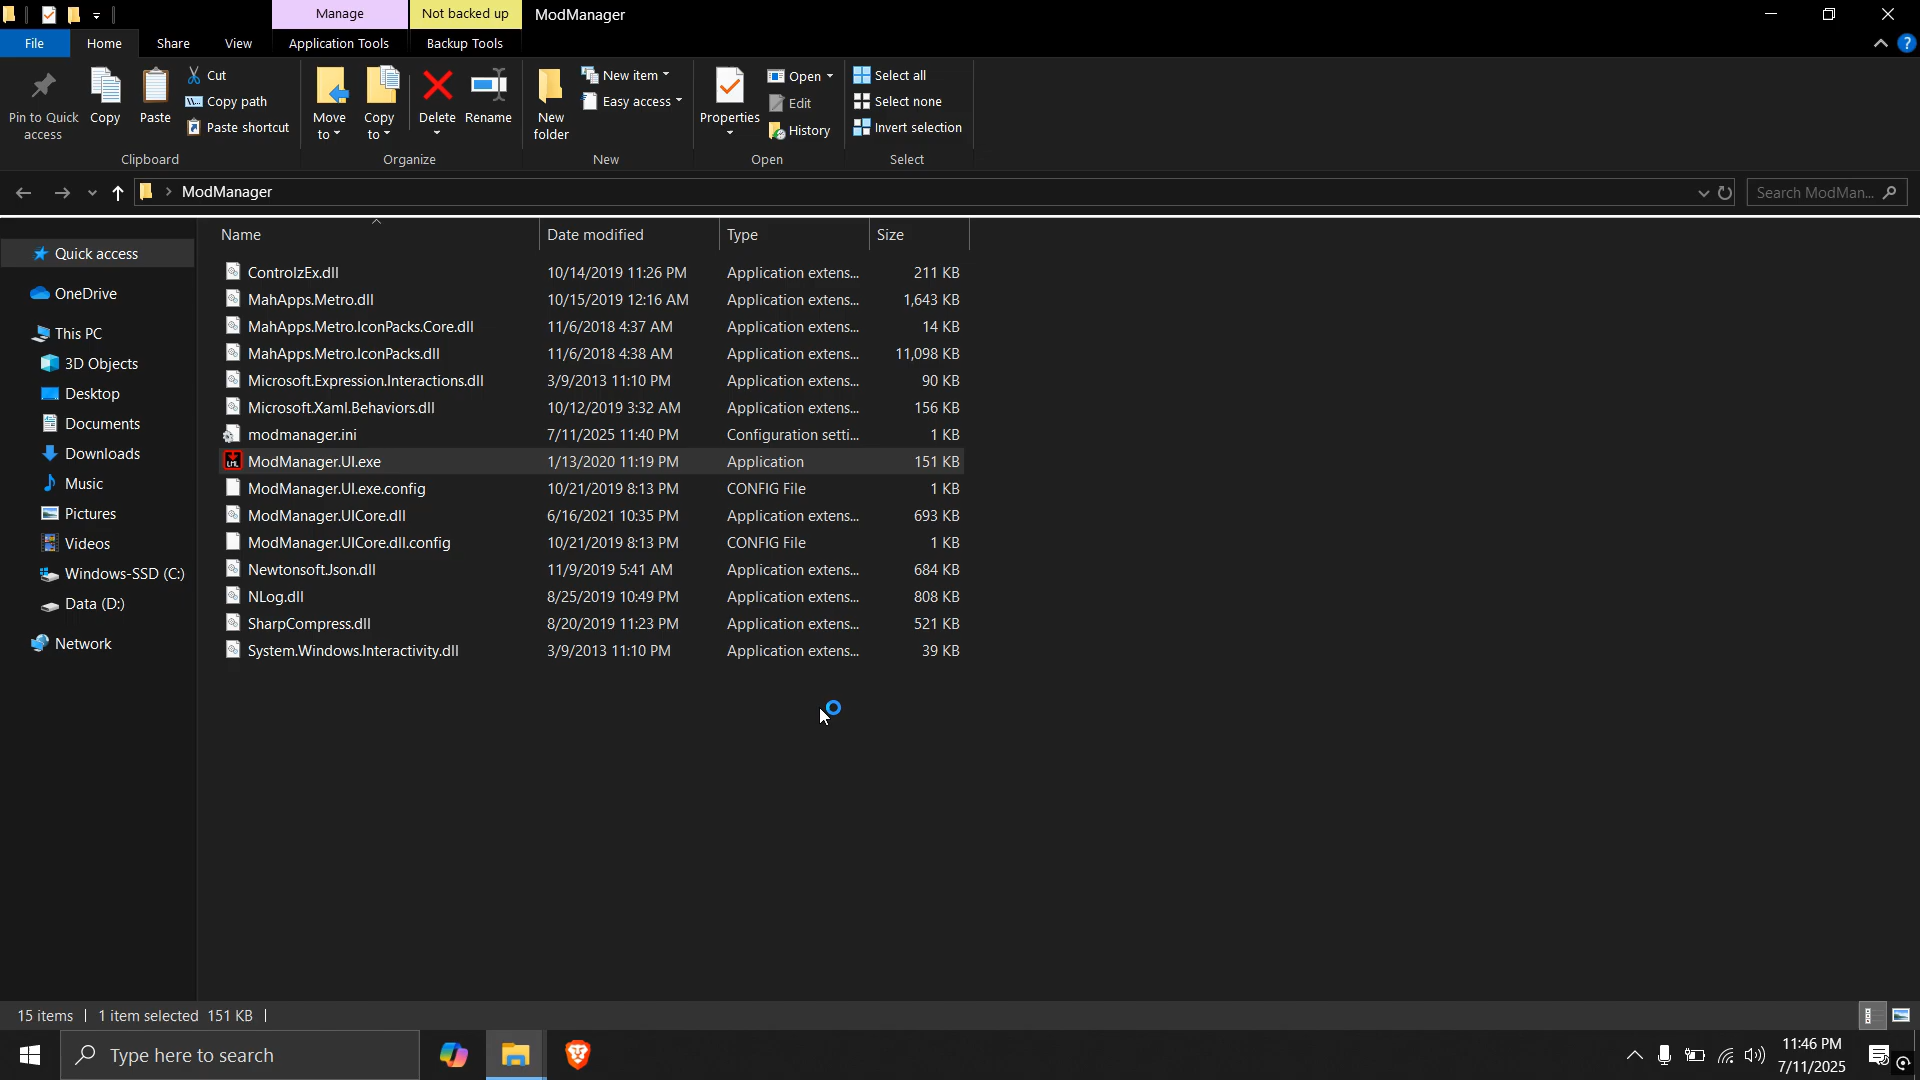 Manage
Not backed up
ModManager
File
Home
Share
View
Application Tools
Backup Tools
Pin to Quick access
Copy
Paste
Cut
Copy path
Paste shortcut
Clipboard
Move to
Copy to
Delete
Rename
Organize
New folder
New item
Easy access
New
Properties
Open
Edit
History
Open
Select all
Select none
Invert selection
Select
ModManager
Search ModMan...
Quick access
OneDrive
This PC
3D Objects
Desktop
Documents
Downloads
Music
Pictures
Videos
Windows-SSD (C:)
Data (D:)
Network
Name Date modified Type Size
ControlzEx.dll 10/14/2019 11:26 PM Application extens... 211 KB
MahApps.Metro.dll 10/15/2019 12:16 AM Application extens... 1,643 KB
MahApps.Metro.IconPacks.Core.dll 11/6/2018 4:37 AM Application extens... 14 KB
MahApps.Metro.IconPacks.dll 11/6/2018 4:38 AM Application extens... 11,098 KB
Microsoft.Expression.Interactions.dll 3/9/2013 11:10 PM Application extens... 90 KB
Microsoft.Xaml.Behaviors.dll 10/12/2019 3:32 AM Application extens... 156 KB
modmanager.ini 7/11/2025 11:40 PM Configuration setti... 1 KB
ModManager.UI.exe 1/13/2020 11:19 PM Application 151 KB
ModManager.UI.exe.config 10/21/2019 8:13 PM CONFIG File 1 KB
ModManager.UICore.dll 6/16/2021 10:35 PM Application extens... 693 KB
ModManager.UICore.dll.config 10/21/2019 8:13 PM CONFIG File 1 KB
Newtonsoft.Json.dll 11/9/2019 5:41 AM Application extens... 684 KB
NLog.dll 8/25/2019 10:49 PM Application extens... 808 KB
SharpCompress.dll 8/20/2019 11:23 PM Application extens... 521 KB
System.Windows.Interactivity.dll 3/9/2013 11:10 PM Application extens... 39 KB
15 items 1 item selected 151 KB
Type here to search
11:46 PM
7/11/2025